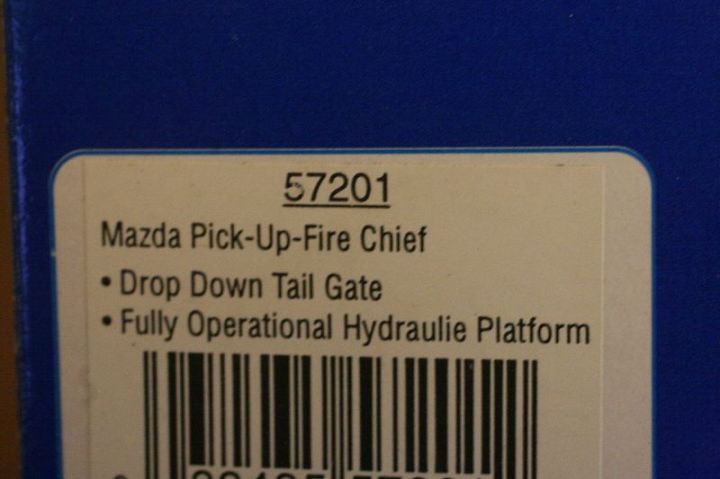 57201
Mazda Pick-Up-Fire Chief
• Drop Down Tail Gate
• Fully Operational Hydraulie Platform